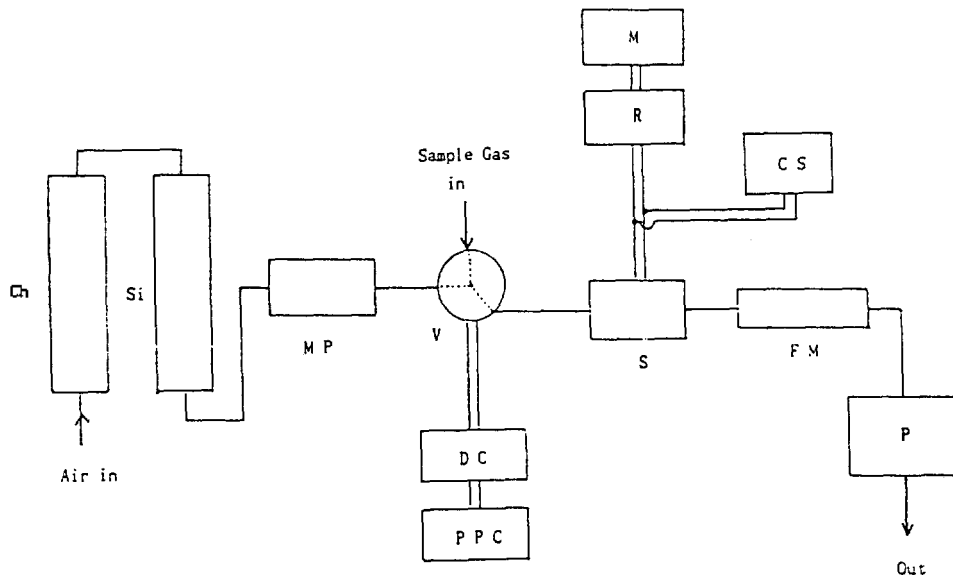 M
R
Sample Gas
in
C S
Ch
Si
M P
V
S
F M
D C
P
P P C
Air in
Out